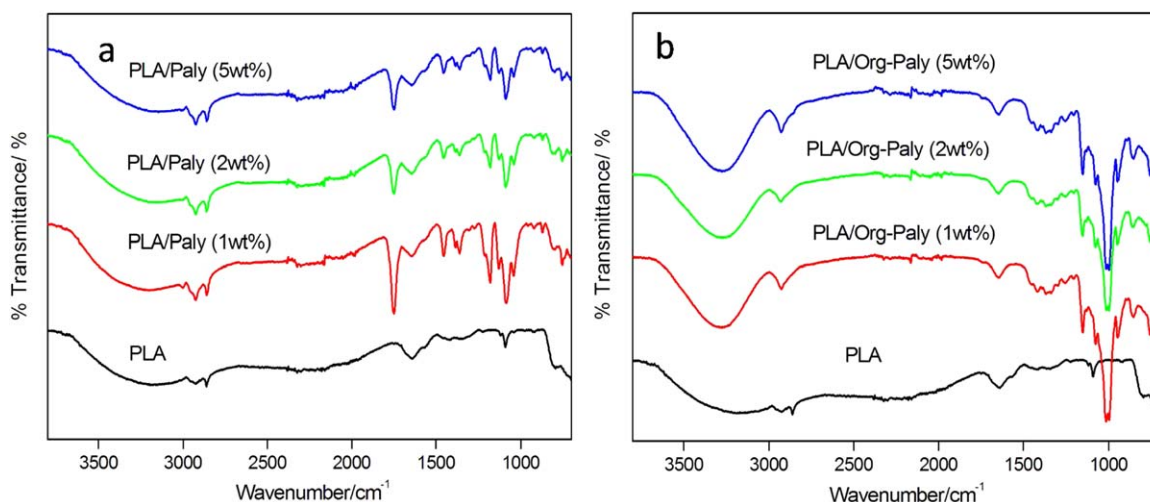 a
PLA/Paly (5wt%)
PLA/Paly (2wt%)
PLA/Paly (1wt%)
PLA
% Transmittance/ %
3500 3000 2500 2000 1500 1000
Wavenumber/cm⁻¹
b
PLA/Org-Paly (5wt%)
PLA/Org-Paly (2wt%)
PLA/Org-Paly (1wt%)
PLA
% Transmittance/ %
3500 3000 2500 2000 1500 1000
Wavenumber/cm⁻¹